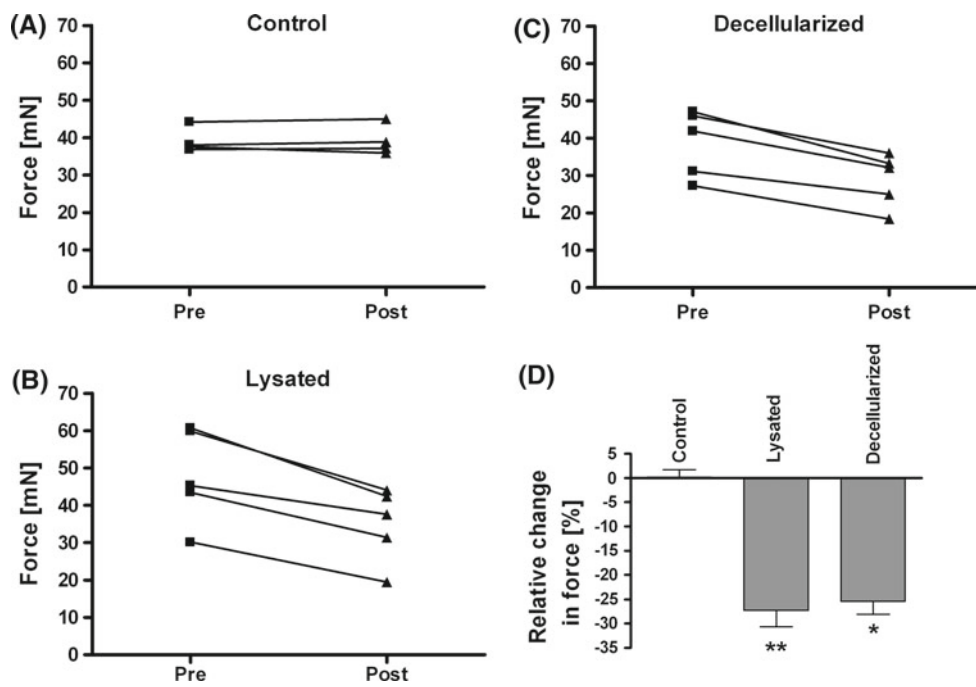 (A)
Control
Force [mN]
70
60
50
40
30
20
10
0
Pre Post
(B)
Lysated
Force [mN]
70
60
50
40
30
20
10
0
Pre Post
(C)
Decellularized
Force [mN]
70
60
50
40
30
20
10
0
Pre Post
(D)
Control
Lysated
Decellularized
Relative change
in force [%]
5
0
-5
-10
-15
-20
-25
-30
-35
**
*